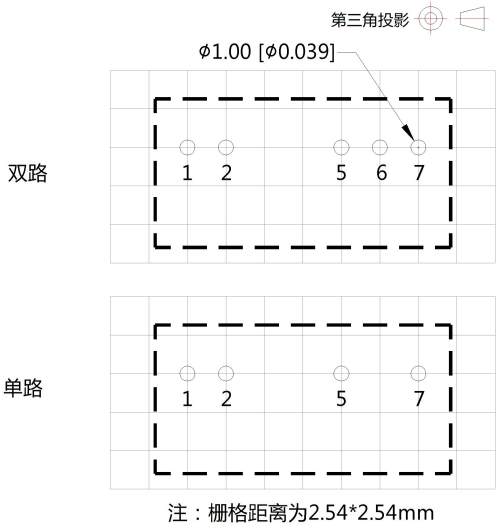 第三角投影
φ1.00 [φ0.039]
双路
1 2 5 6 7
单路
1 2 5 7
注：栅格距离为2.54*2.54mm